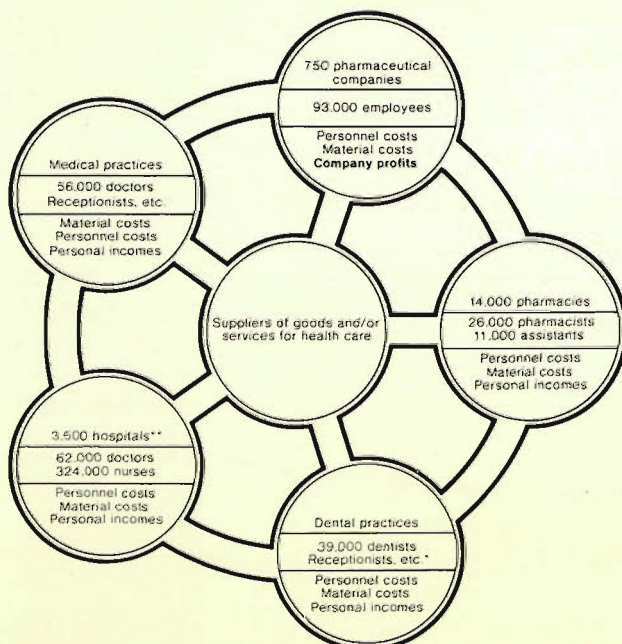 750 pharmaceutical
companies
93.000 employees
Personnel costs
Material costs
Company profits
Medical practices
56.000 doctors
Receptionists, etc.
Material costs
Personnel costs
Personal incomes
Suppliers of goods and/or
services for health care
14.000 pharmacies
26.000 pharmacists
11.000 assistants
Personnel costs
Material costs
Personal incomes
3.500 hospitals**
62.000 doctors
324.000 nurses
Personnel costs
Material costs
Personal incomes
Dental practices
39.000 dentists
Receptionists, etc.*
Personnel costs
Material costs
Personal incomes